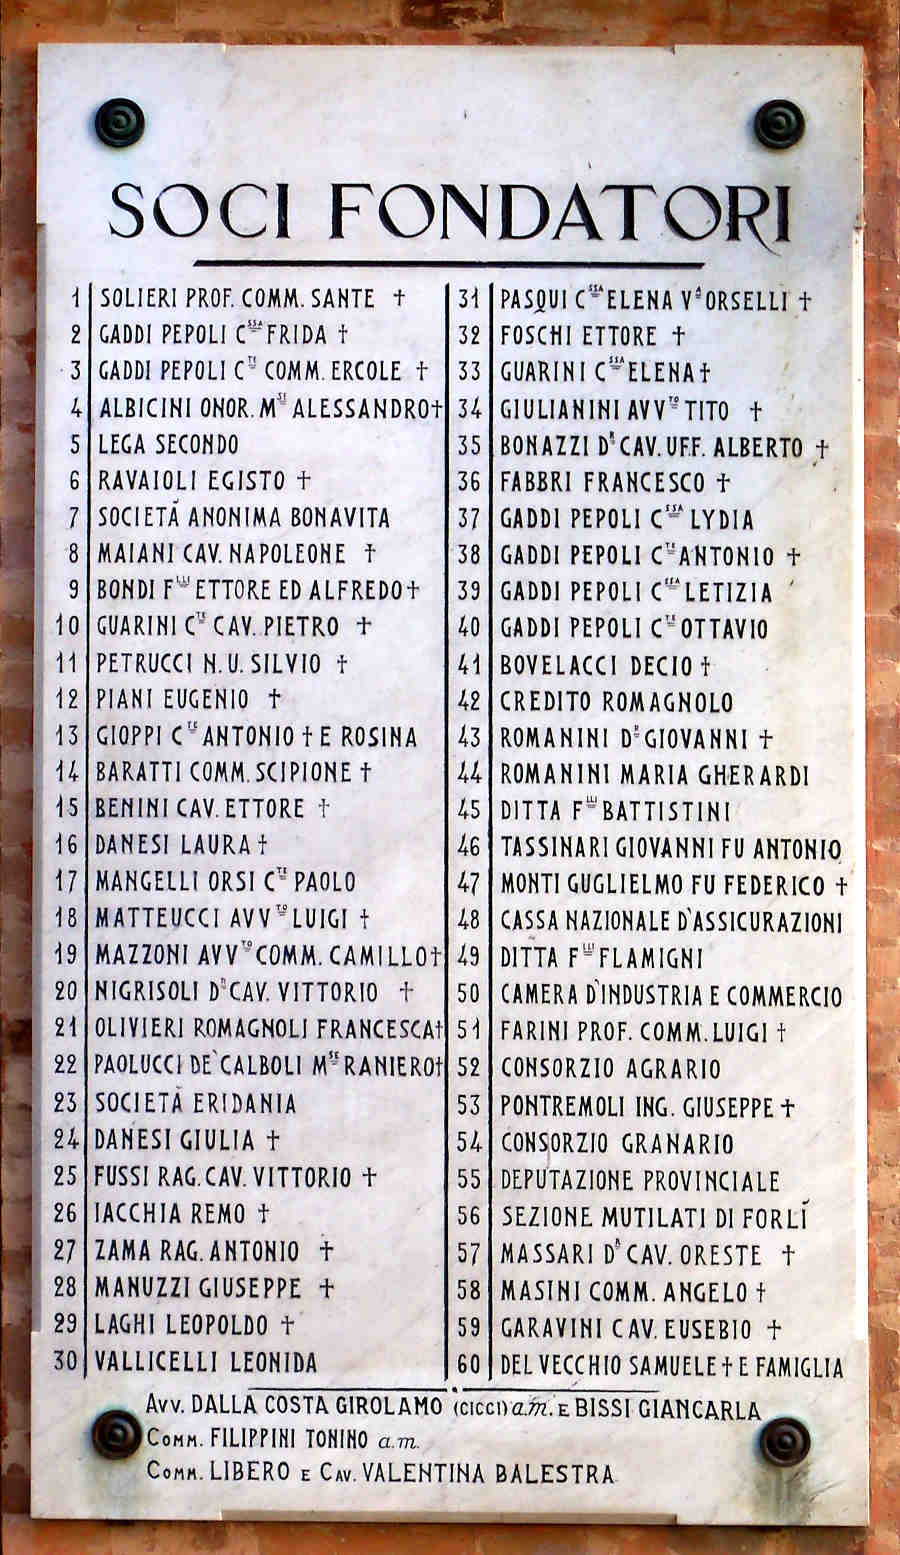 SOCI FONDATORI
1 SOLIERI PROF. COMM. SANTE †
2 GADDI PEPOLI Cssa FRIDA †
3 GADDI PEPOLI Cte COMM. ERCOLE †
4 ALBICINI ONOR. Msi ALESSANDRO †
5 LEGA SECONDO
6 RAVAIOLI EGISTO †
7 SOCIETÀ ANONIMA BONAVITA
8 MAIANI CAV. NAPOLEONE †
9 BONDI Flli ETTORE ED ALFREDO †
10 GUARINI Cte CAV. PIETRO †
11 PETRUCCI N.U. SILVIO †
12 PIANI EUGENIO †
13 GIOPPI Cte ANTONIO † E ROSINA
14 BARATTI COMM. SCIPIONE †
15 BENINI CAV. ETTORE †
16 DANESI LAURA †
17 MANGELLI ORSI Cte PAOLO
18 MATTEUCCI AVVto LUIGI †
19 MAZZONI AVVto COMM. CAMILLO †
20 NIGRISOLI Dr CAV. VITTORIO †
21 OLIVIERI ROMAGNOLI FRANCESCA †
22 PAOLUCCI DE' CALBOLI Mse RANIERO †
23 SOCIETÀ ERIDANIA
24 DANESI GIULIA †
25 FUSSI RAG. CAV. VITTORIO †
26 IACCHIA REMO †
27 ZAMA RAG. ANTONIO †
28 MANUZZI GIUSEPPE †
29 LAGHI LEOPOLDO †
30 VALLICELLI LEONIDA
31 PASQUI Cssa ELENA Va ORSELLI †
32 FOSCHI ETTORE †
33 GUARINI Cssa ELENA †
34 GIULIANINI AVVto TITO †
35 BONAZZI Dr CAV. UFF. ALBERTO †
36 FABBRI FRANCESCO †
37 GADDI PEPOLI Cssa LYDIA
38 GADDI PEPOLI Cte ANTONIO †
39 GADDI PEPOLI Cssa LETIZIA
40 GADDI PEPOLI Cte OTTAVIO
41 BOVELACCI DECIO †
42 CREDITO ROMAGNOLO
43 ROMANINI Dr GIOVANNI †
44 ROMANINI MARIA GHERARDI
45 DITTA Flli BATTISTINI
46 TASSINARI GIOVANNI FU ANTONIO
47 MONTI GUGLIELMO FU FEDERICO †
48 CASSA NAZIONALE D'ASSICURAZIONI
49 DITTA Flli FLAMIGNI
50 CAMERA D'INDUSTRIA E COMMERCIO
51 FARINI PROF. COMM. LUIGI †
52 CONSORZIO AGRARIO
53 PONTREMOLI ING. GIUSEPPE †
54 CONSORZIO GRANARIO
55 DEPUTAZIONE PROVINCIALE
56 SEZIONE MUTILATI DI FORLÌ
57 MASSARI Dr CAV. ORESTE †
58 MASINI COMM. ANGELO †
59 GARAVINI CAV. EUSEBIO †
60 DEL VECCHIO SAMUELE † E FAMIGLIA
Avv. DALLA COSTA GIROLAMO (CICCI) a.m. E BISSI GIANCARLA
Comm. FILIPPINI TONINO a.m.
Comm. LIBERO E Cav. VALENTINA BALESTRA